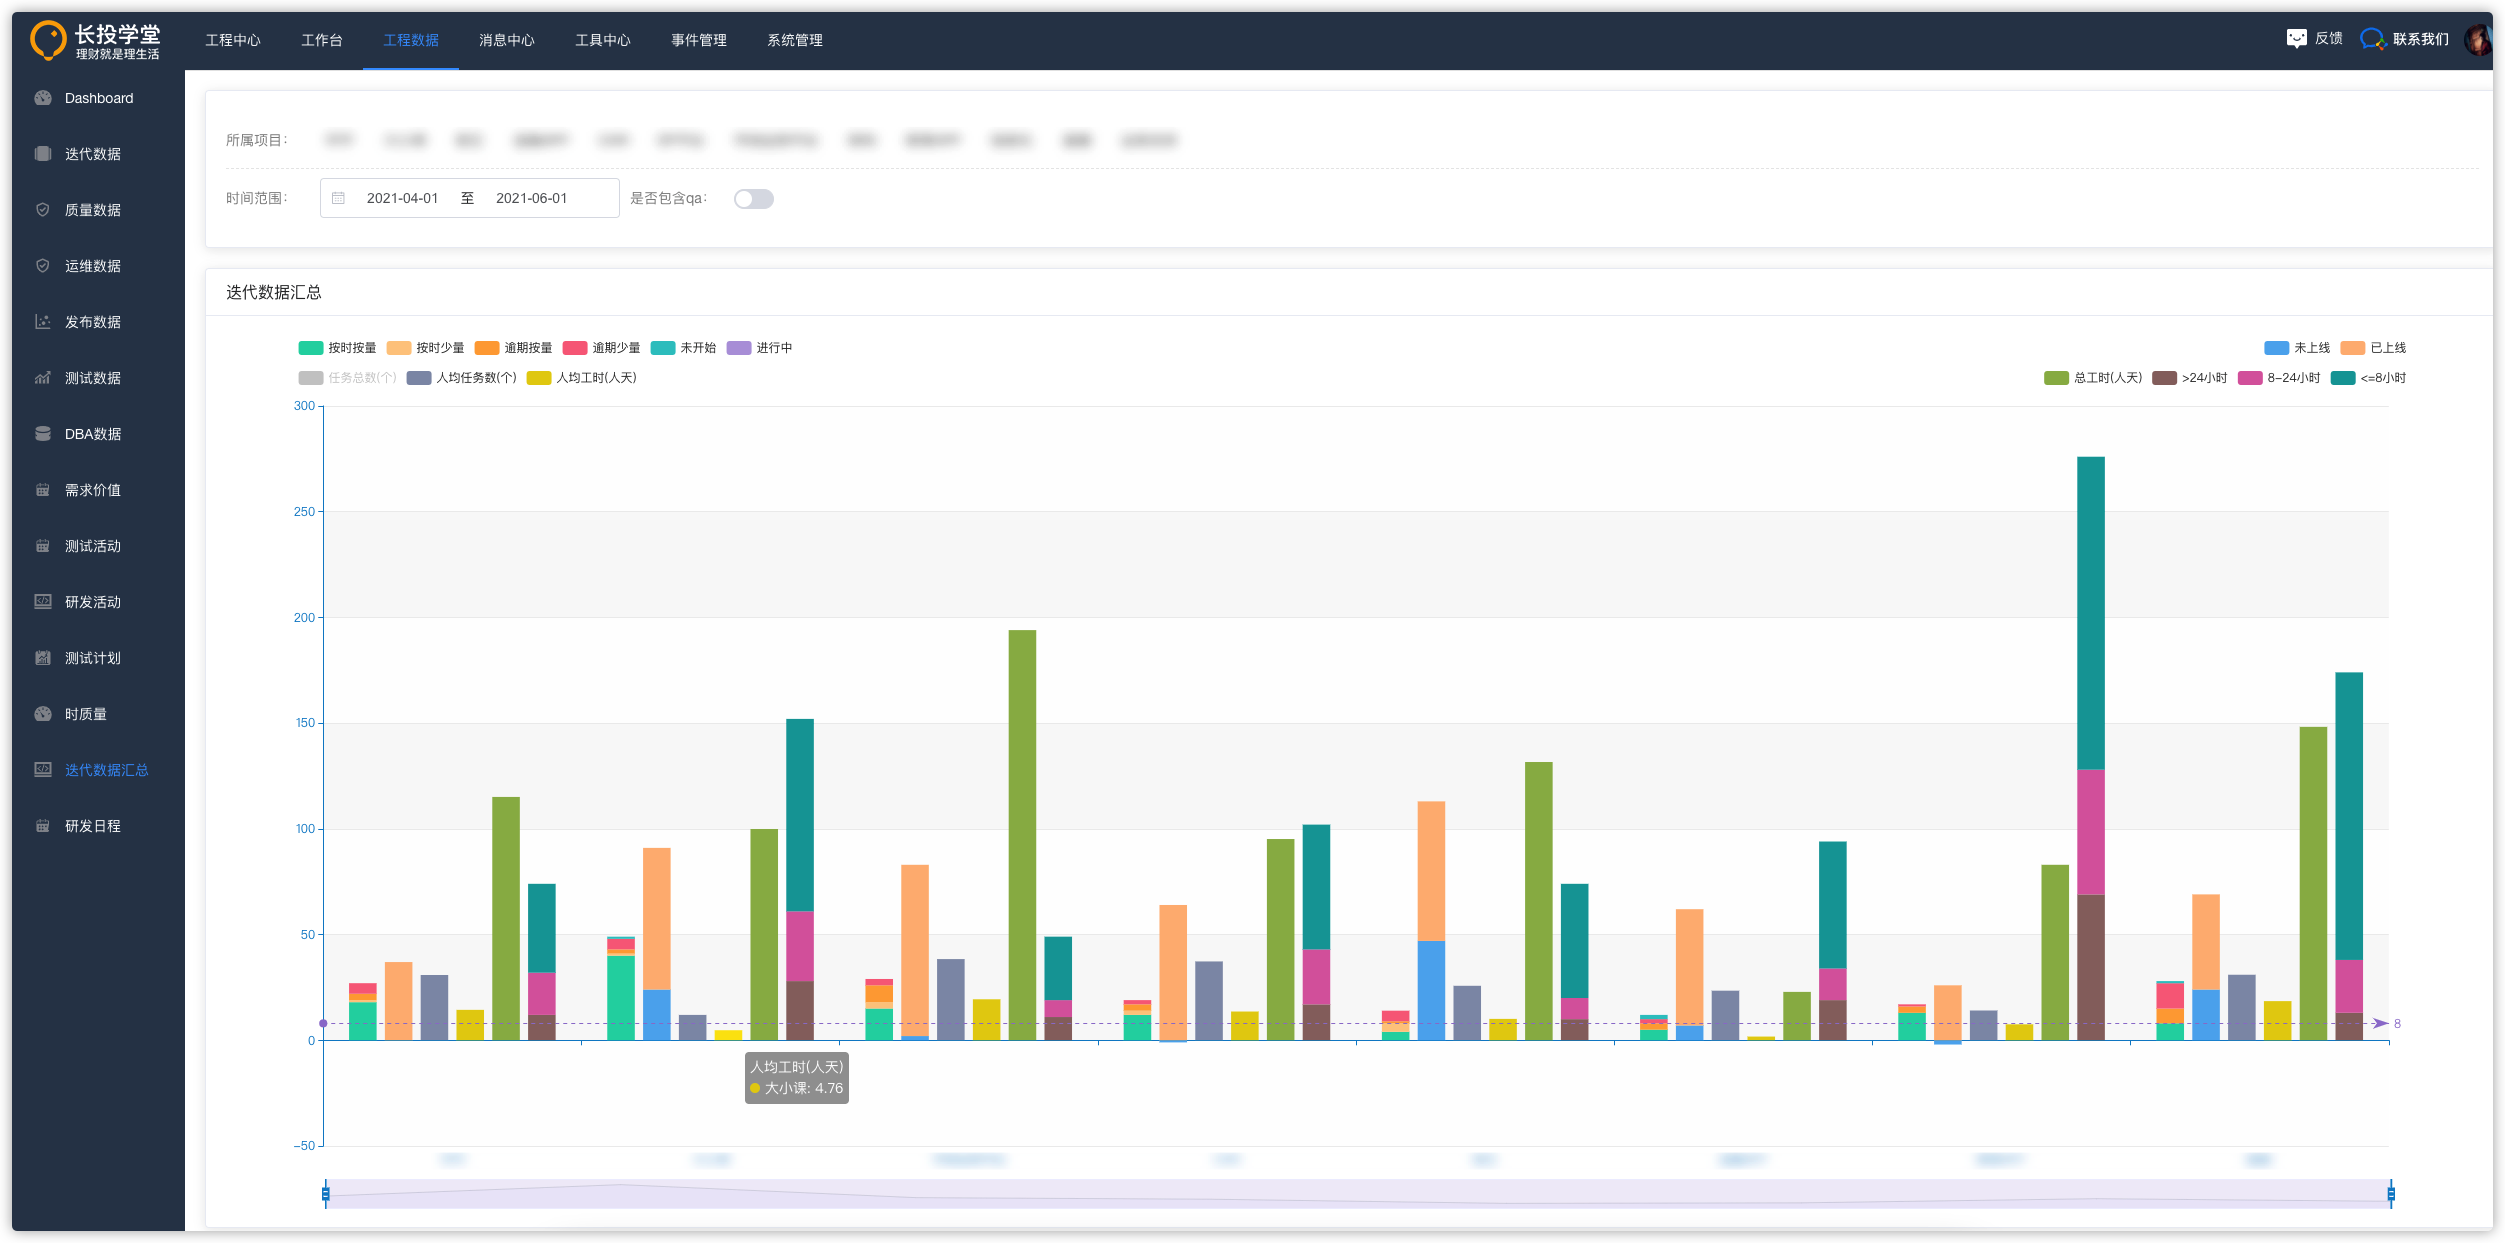 长投学堂
理财就是理生活
工程中心 工作台 工程数据 消息中心 工具中心 事件管理 系统管理
反馈 联系我们
Dashboard
迭代数据
质量数据
运维数据
发布数据
测试数据
DBA数据
需求价值
测试活动
研发活动
测试计划
时质量
迭代数据汇总
研发日程
所属项目：
时间范围： 2021-04-01 至 2021-06-01 是否包含qa：
迭代数据汇总
按时按量 按时少量 逾期按量 逾期少量 未开始 进行中
未上线 已上线
任务总数(个) 人均任务数(个) 人均工时(人天)
总工时(人天) >24小时 8-24小时 <=8小时
300
250
200
150
100
50
0
-50
8
人均工时(人天)
大小课: 4.76